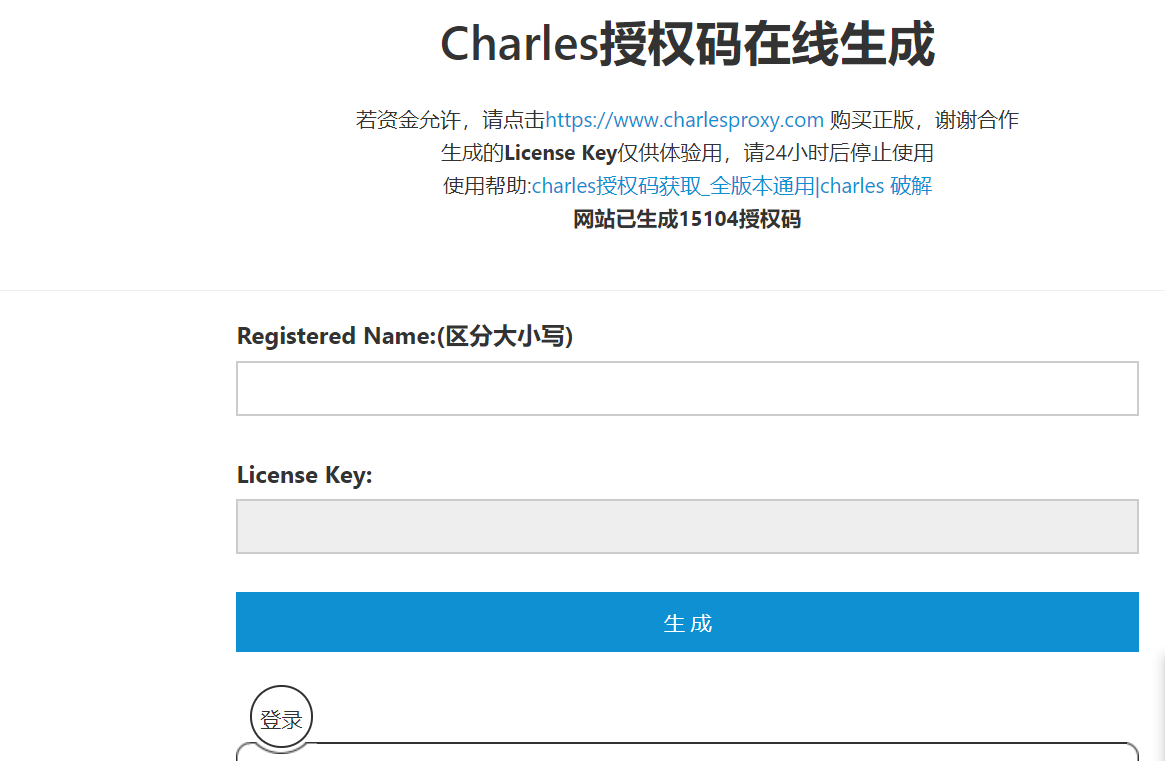 Charles授权码在线生成
若资金允许，请点击https://www.charlesproxy.com 购买正版，谢谢合作
生成的License Key仅供体验用，请24小时后停止使用
使用帮助:charles授权码获取_全版本通用|charles 破解
网站已生成15104授权码
Registered Name:(区分大小写)
License Key:
生 成
登录